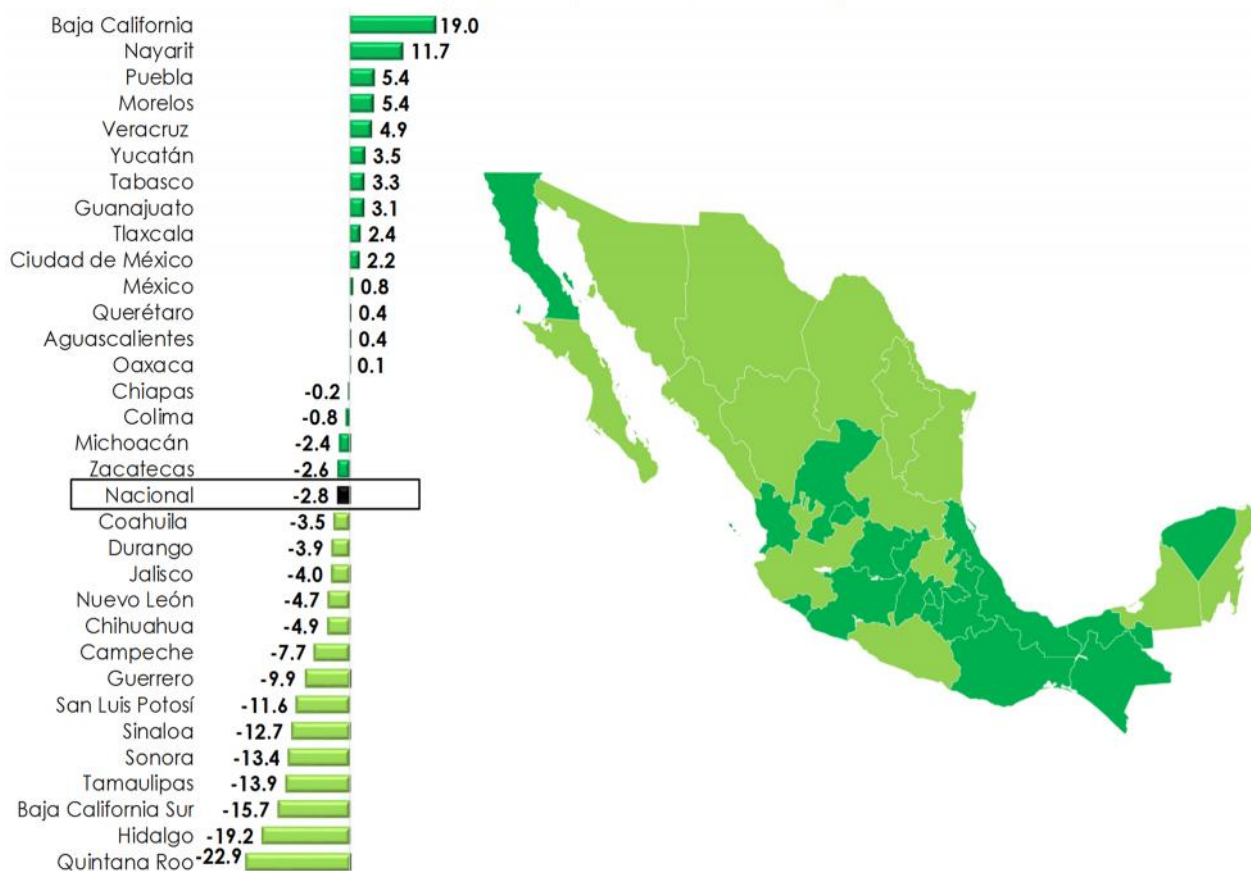 Baja California 19.0
Nayarit 11.7
Puebla 5.4
Morelos 5.4
Veracruz 4.9
Yucatán 3.5
Tabasco 3.3
Guanajuato 3.1
Tlaxcala 2.4
Ciudad de México 2.2
México 0.8
Querétaro 0.4
Aguascalientes 0.4
Oaxaca 0.1
Chiapas -0.2
Colima -0.8
Michoacán -2.4
Zacatecas -2.6
Nacional -2.8
Coahuila -3.5
Durango -3.9
Jalisco -4.0
Nuevo León -4.7
Chihuahua -4.9
Campeche -7.7
Guerrero -9.9
San Luis Potosí -11.6
Sinaloa -12.7
Sonora -13.4
Tamaulipas -13.9
Baja California Sur -15.7
Hidalgo -19.2
Quintana Roo -22.9